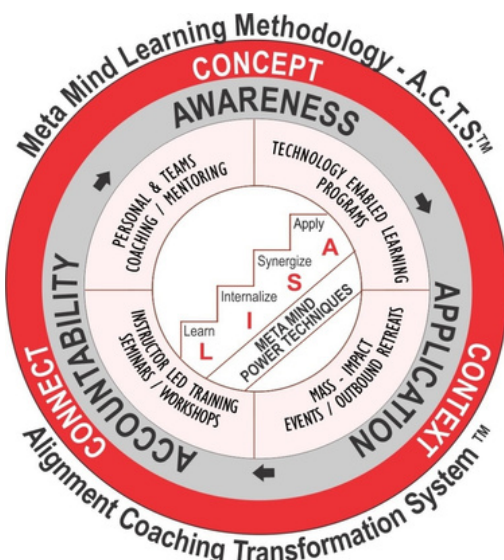 Meta Mind Learning Methodology - A.C.T.S.™
CONCEPT
AWARENESS
PERSONAL & TEAMS
COACHING / MENTORING
TECHNOLOGY ENABLED LEARNING
PROGRAMS
Apply
A
Synergize
S
Internalize
I
Learn
L
META MIND
POWER TECHNIQUES
INSTRUCTOR LED TRAINING
SEMINARS / WORKSHOPS
MASS - IMPACT
EVENTS / OUTBOUND RETREATS
ACCOUNTABILITY
APPLICATION
CONNECT
CONTEXT
Alignment Coaching Transformation System ™